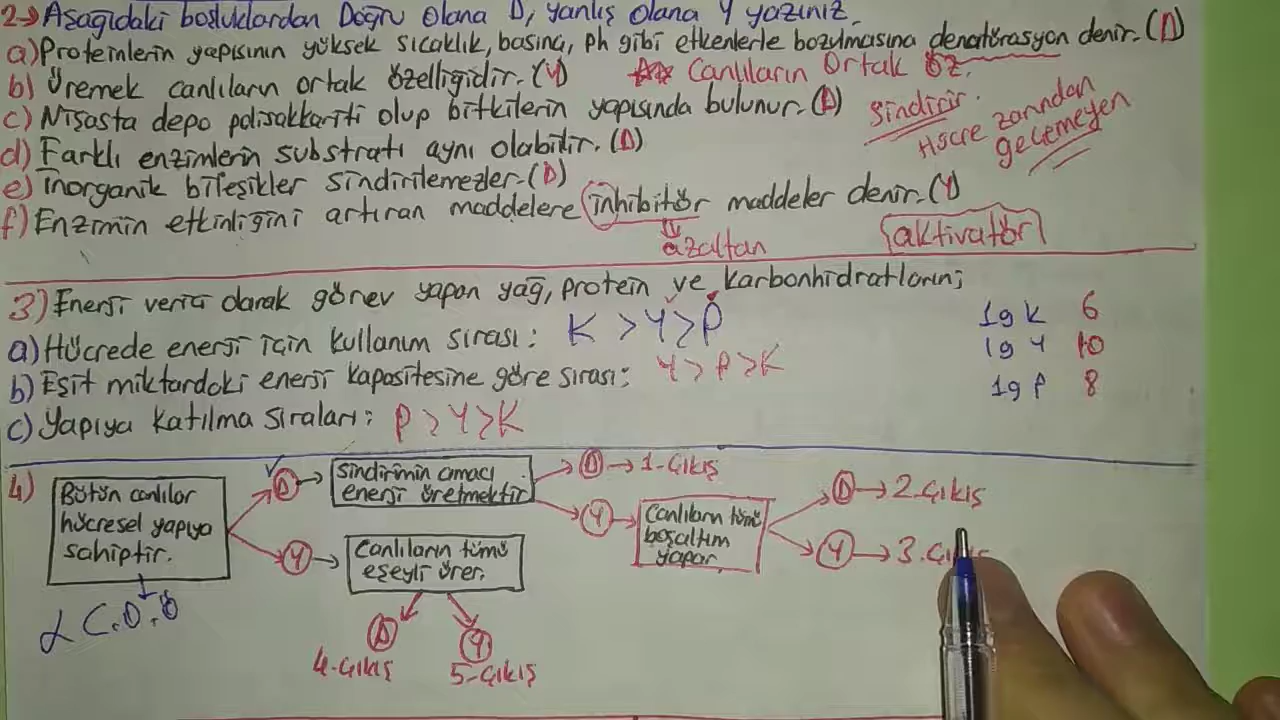 2→ Aşağıdaki boşluklardan Doğru olana D, yanlış olana Y yazınız.
a) Proteinlerin yapısının yüksek sıcaklık, basınç, ph gibi etkenlerle bozulmasına denatürasyon denir. (D)
b) Üremek canlıların ortak özelliğidir. (Y) ** Canlıların Ortak Öz.
c) Nişasta depo polisakkariti olup bitkilerin yapısında bulunur. (D) Sindirir.
Hücre zarından
geçemeyen
d) Farklı enzimlerin substratı aynı olabilir. (D)
e) İnorganik bileşikler sindirilemezler. (D)
f) Enzimin etkinliğini artıran maddelere inhibitör maddeler denir. (Y)
azaltan
aktivatör
3) Enerji verici olarak görev yapan yağ, protein ve karbonhidratların;
a) Hücrede enerji için kullanım sırası: K > Y > P
1g K 6
1g Y 10
b) Eşit miktardaki enerji kapasitesine göre sırası: Y > P > K
1g P 8
c) Yapıya katılma sıraları: P > Y > K
4) Bütün canlılar
hücresel yapıya
sahiptir.
D → Sindirimin amacı
enerji üretmektir
D → 1. Çıkış
Y → Canlıların tümü
boşaltım
yapar.
D → 2. Çıkış
Y → 3. Çıkış
Y → Canlıların tümü
eşeyli ürer.
D
4. Çıkış
Y
5. Çıkış
C.O.Ö